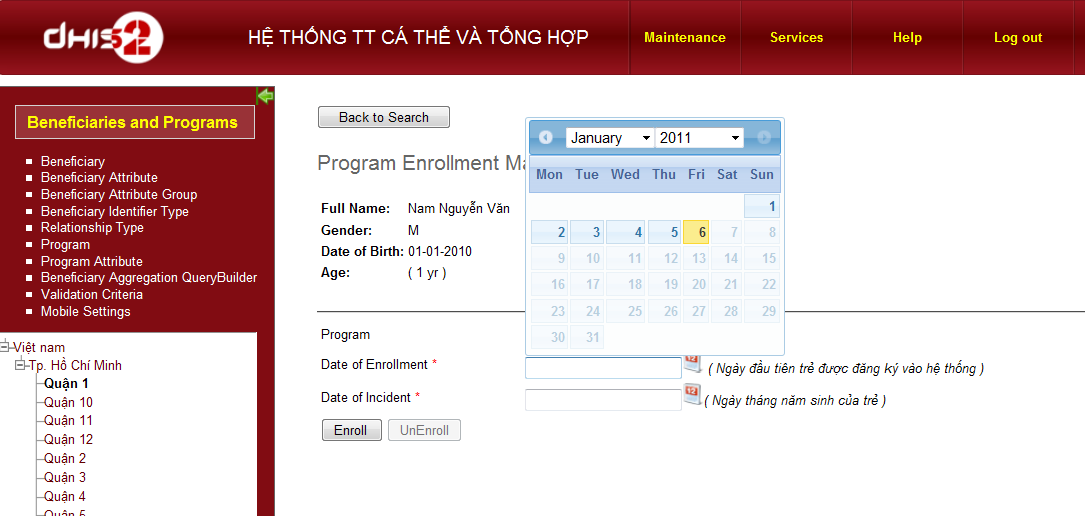 dHIS2
HỆ THỐNG TT CÁ THỂ VÀ TỔNG HỢP
Maintenance
Services
Help
Log out
Beneficiaries and Programs
Beneficiary
Beneficiary Attribute
Beneficiary Attribute Group
Beneficiary Identifier Type
Relationship Type
Program
Program Attribute
Beneficiary Aggregation QueryBuilder
Validation Criteria
Mobile Settings
Việt nam
Tp. Hồ Chí Minh
Quận 1
Quận 10
Quận 11
Quận 12
Quận 2
Quận 3
Quận 4
Quận 5
Back to Search
Program Enrollment Ma
Full Name: Nam Nguyễn Văn
Gender: M
Date of Birth: 01-01-2010
Age: ( 1 yr )
January 2011
Mon Tue Wed Thu Fri Sat Sun
1
2 3 4 5 6 7 8
9 10 11 12 13 14 15
16 17 18 19 20 21 22
23 24 25 26 27 28 29
30 31
Program
Date of Enrollment * 12 ( Ngày đầu tiên trẻ được đăng ký vào hệ thống )
Date of Incident * 12 ( Ngày tháng năm sinh của trẻ )
Enroll UnEnroll